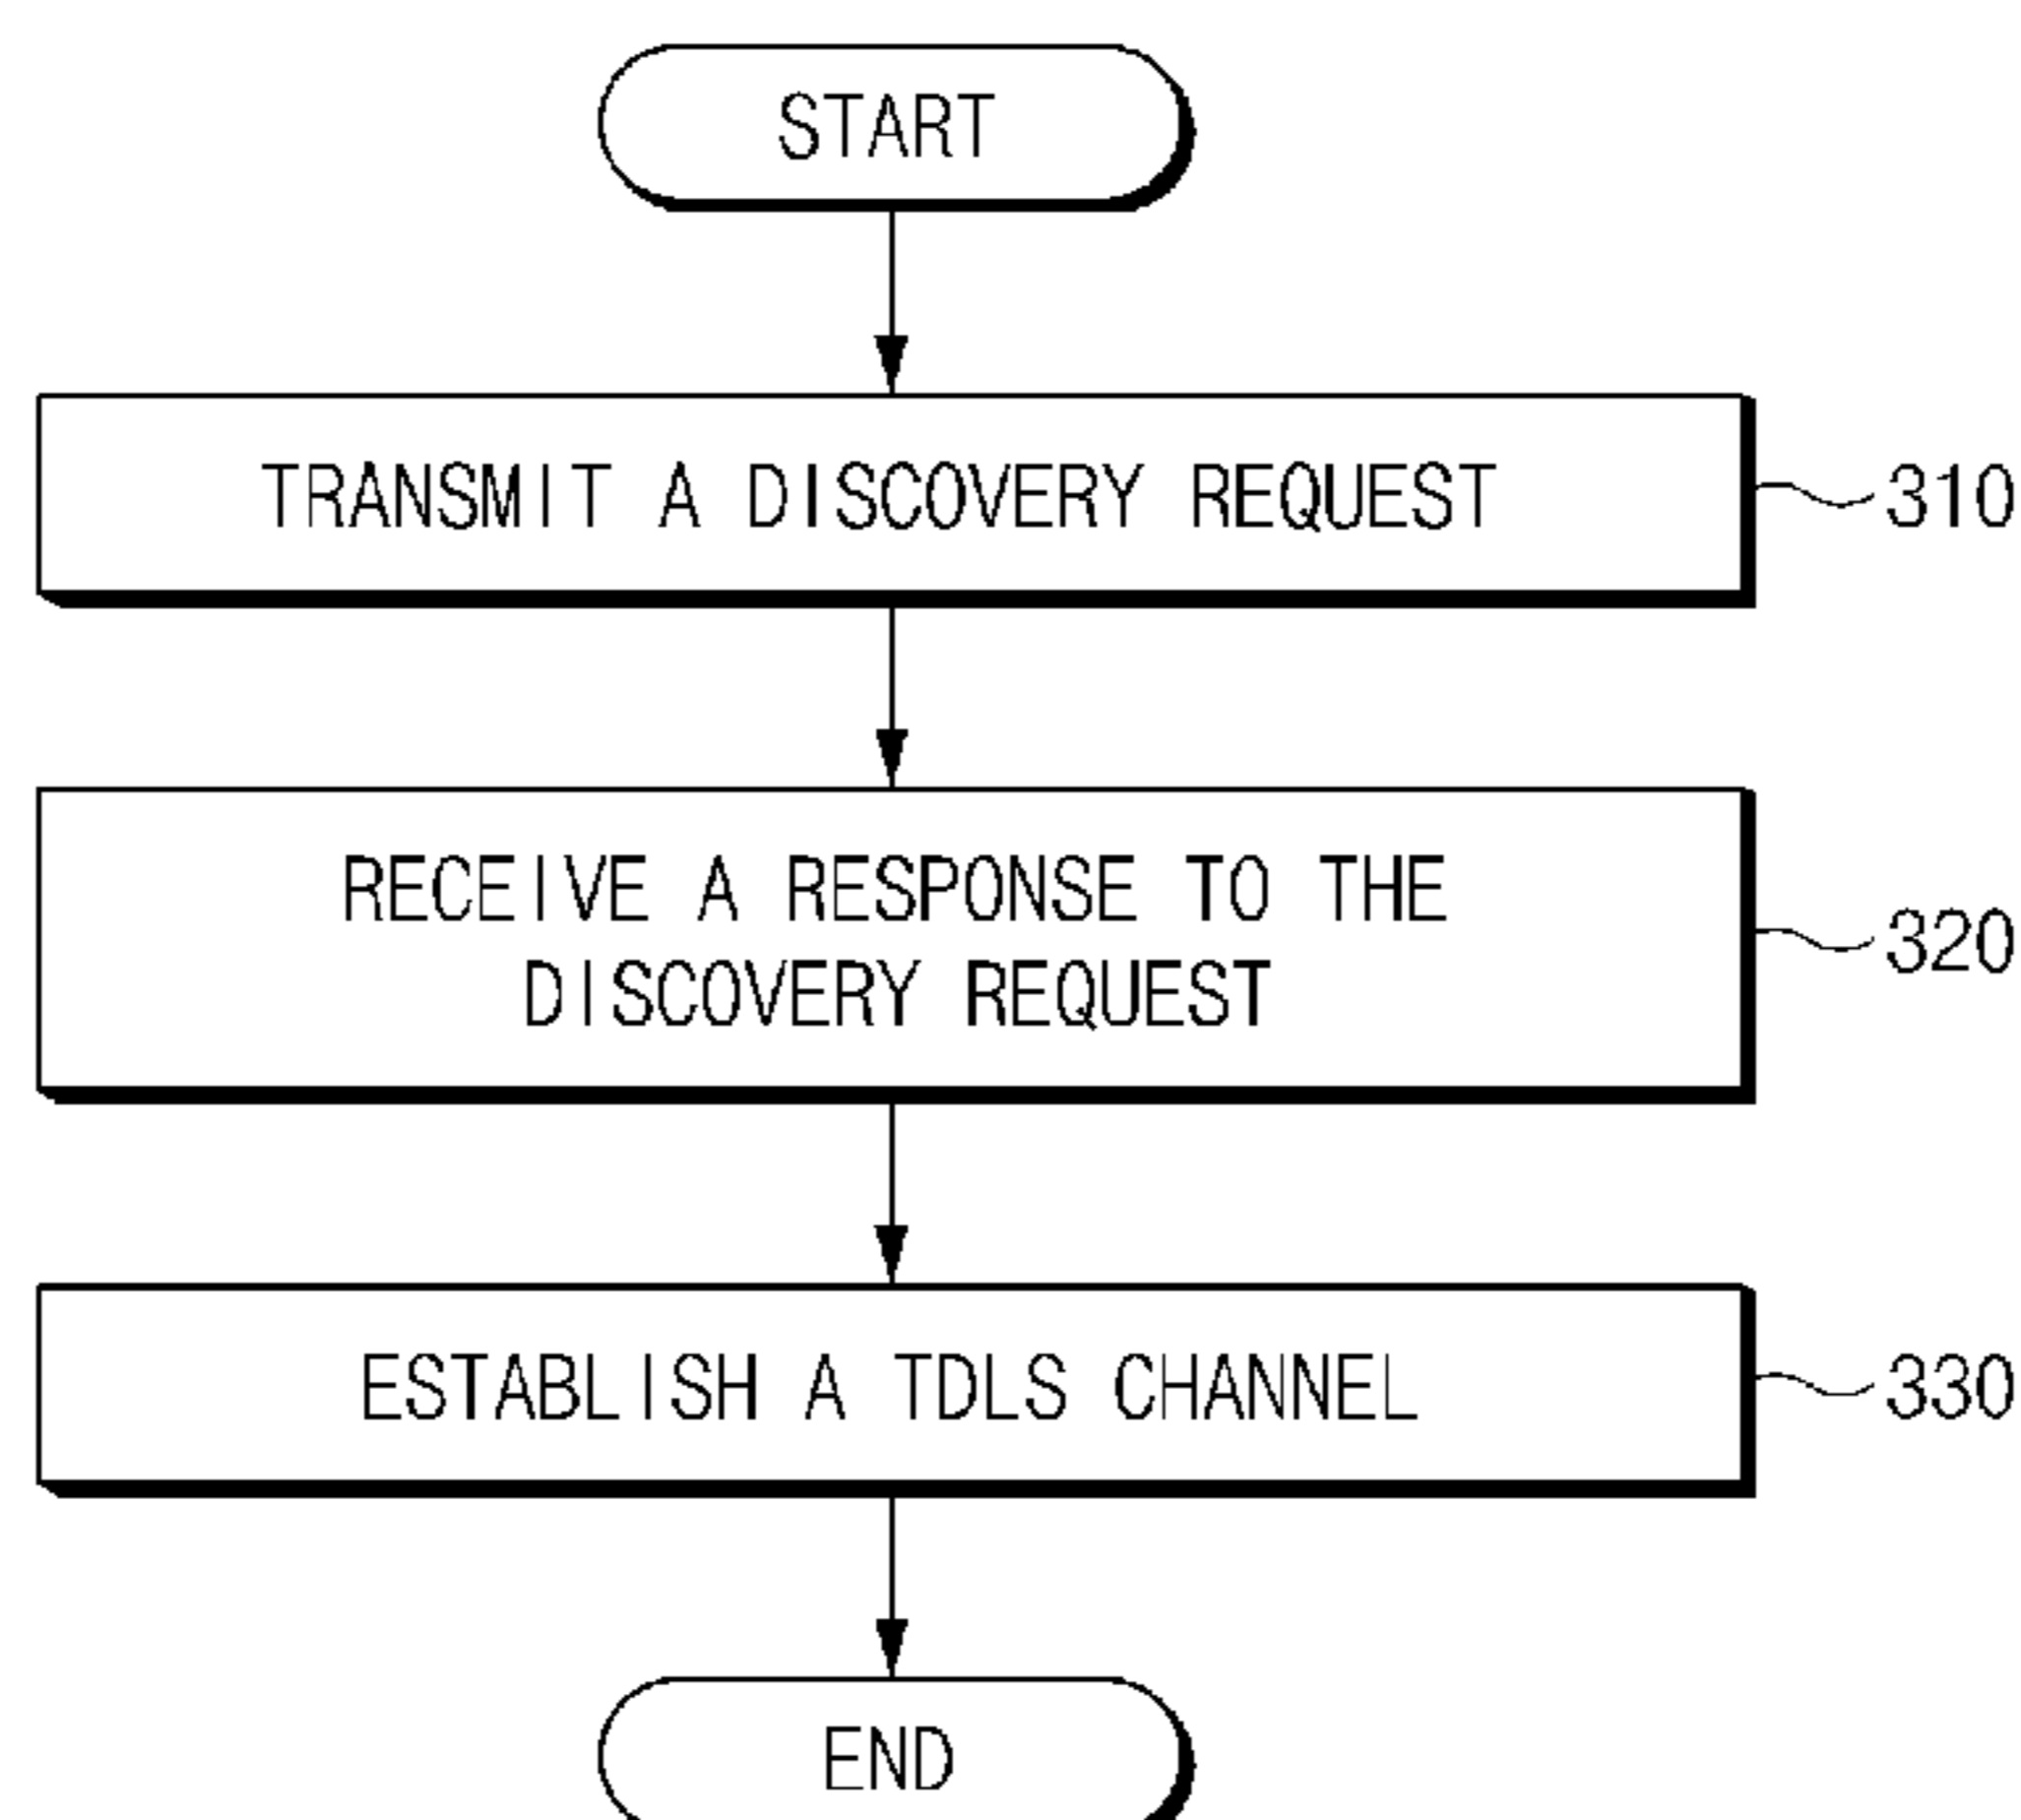 START
TRANSMIT A DISCOVERY REQUEST
310
RECEIVE A RESPONSE TO THE
DISCOVERY REQUEST
320
ESTABLISH A TDLS CHANNEL
330
END